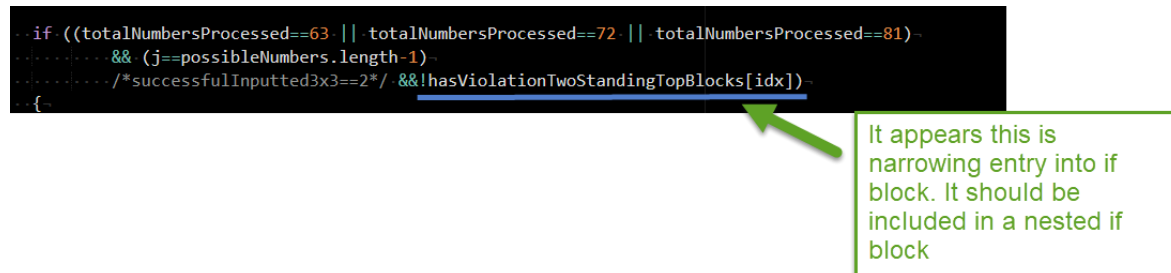 if ((totalNumbersProcessed==63 || totalNumbersProcessed==72 || totalNumbersProcessed==81)
&& (j==possibleNumbers.length-1)
/*successfulInputted3x3==2*/ &&!hasViolationTwoStandingTopBlocks[idx])
{
It appears this is
narrowing entry into if
block. It should be
included in a nested if
block